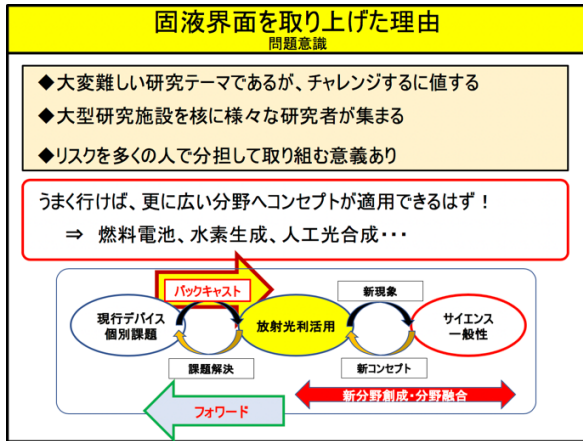 固液界面を取り上げた理由
問題意識
◆大変難しい研究テーマであるが、チャレンジするに値する
◆大型研究施設を核に様々な研究者が集まる
◆リスクを多くの人で分担して取り組む意義あり
うまく行けば、更に広い分野へコンセプトが適用できるはず！
⇒ 燃料電池、水素生成、人工光合成・・・
バックキャスト
新現象
現行デバイス
個別課題
放射光利活用
サイエンス
一般性
課題解決
新コンセプト
新分野創成・分野融合
フォワード